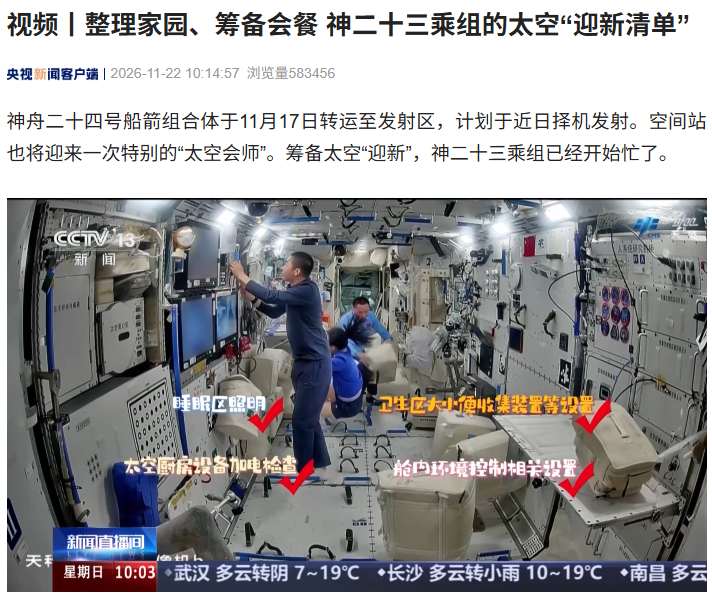 视频丨整理家园、筹备会餐 神二十三乘组的太空“迎新清单”
央视新闻客户端 | 2026-11-22 10:14:57 浏览量583456
神舟二十四号船箭组合体于11月17日转运至发射区，计划于近日择机发射。空间站
也将迎来一次特别的“太空会师”。筹备太空“迎新”，神二十三乘组已经开始忙了。
CCTV 13
新闻
睡眠区照明
卫生区大小便收集装置等设置
太空厨房设备加电检查
舱内环境控制相关设置
新闻直播间
天
星期日 10:03
武汉 多云转阴 7~19℃ 长沙 多云转小雨 10~19℃ 南昌 多云